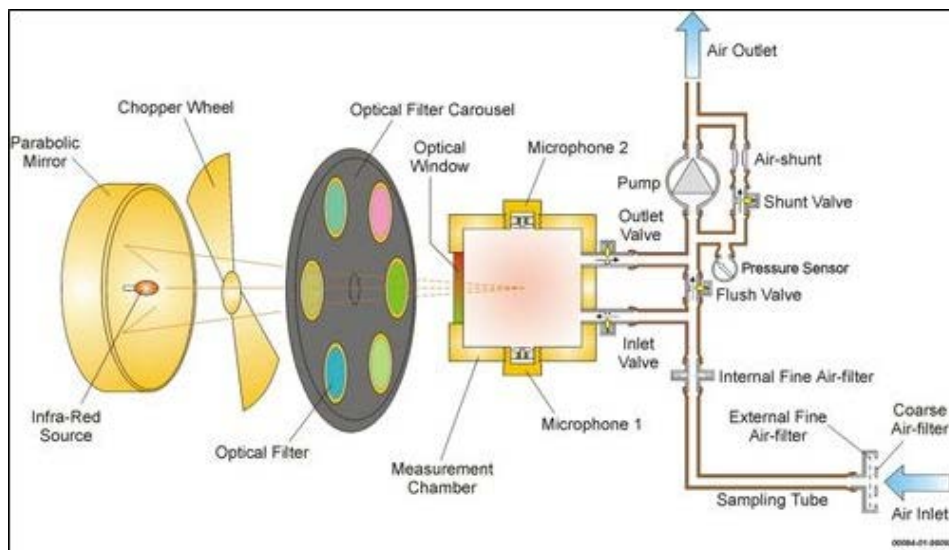 Air Outlet
Chopper Wheel
Optical Filter Carousel
Parabolic
Mirror
Optical
Window
Microphone 2
Air-shunt
Pump
Shunt Valve
Outlet
Valve
Pressure Sensor
Flush Valve
Inlet
Valve
Internal Fine Air-filter
Infra-Red
Source
Optical Filter
Microphone 1
External Fine
Air-filter
Coarse
Air-filter
Measurement
Chamber
Sampling Tube
Air Inlet